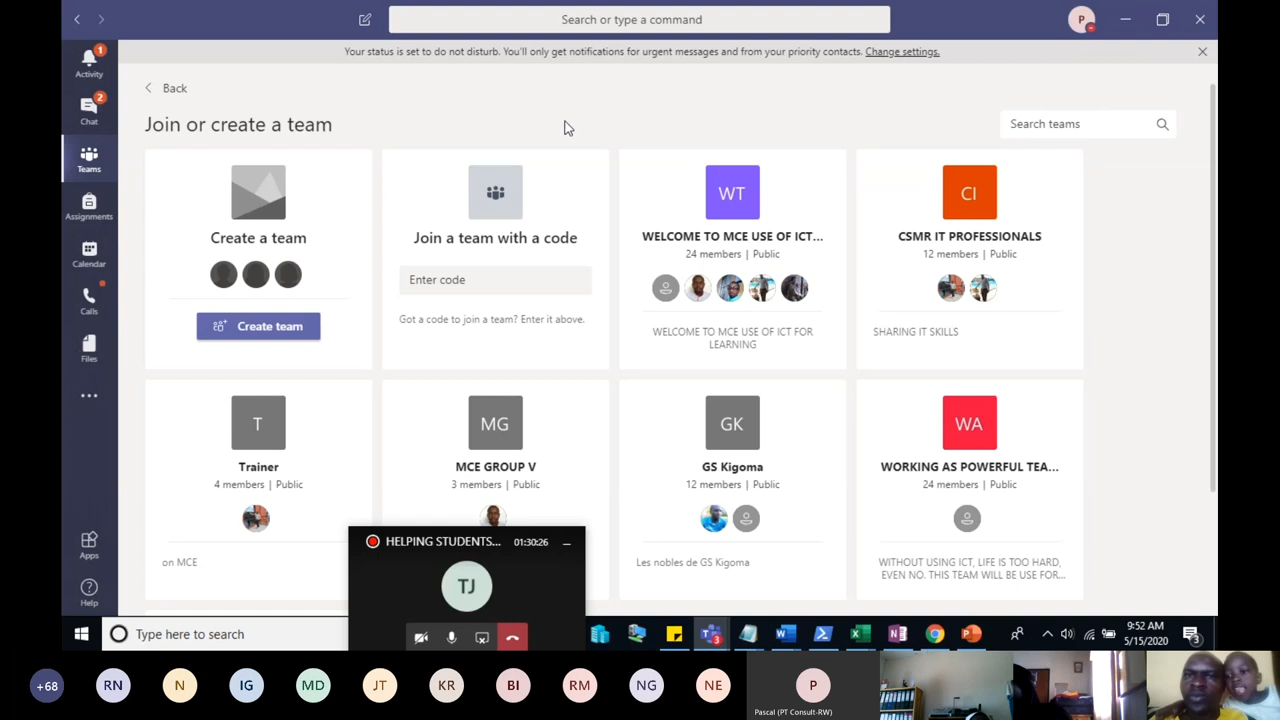 Search or type a command
P
Your status is set to do not disturb. You'll only get notifications for urgent messages and from your priority contacts. Change settings.
1
Activity
2
Chat
Teams
Assignments
Calendar
Calls
Files
Apps
Help
Back
Join or create a team
Search teams
Create a team
Create team
Join a team with a code
Enter code
Got a code to join a team? Enter it above.
WT
WELCOME TO MCE USE OF ICT...
24 members | Public
WELCOME TO MCE USE OF ICT FOR
LEARNING
CI
CSMR IT PROFESSIONALS
12 members | Public
SHARING IT SKILLS
T
Trainer
4 members | Public
on MCE
MG
MCE GROUP V
3 members | Public
GK
GS Kigoma
12 members | Public
Les nobles de GS Kigoma
WA
WORKING AS POWERFUL TEA...
24 members | Public
WITHOUT USING ICT, LIFE IS TOO HARD,
EVEN NO. THIS TEAM WILL BE USE FOR...
HELPING STUDENTS... 01:30:26
TJ
Type here to search
3
9:52 AM
5/15/2020
3
+68 RN N IG MD JT KR BI RM NG NE P
Pascal (PT Consult-RW)